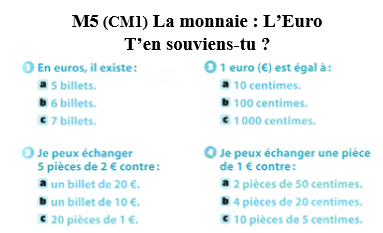 M5 (CM1) La monnaie : L'Euro
T'en souviens-tu ?
1 En euros, il existe :
a 5 billets.
b 6 billets.
c 7 billets.
2 Je peux échanger
5 pièces de 2 € contre :
a un billet de 20 €.
b un billet de 10 €.
c 20 pièces de 1 €.
3 1 euro (€) est égal à :
a 10 centimes.
b 100 centimes.
c 1 000 centimes.
4 Je peux échanger une pièce
de 1 € contre :
a 2 pièces de 50 centimes.
b 4 pièces de 20 centimes.
c 10 pièces de 5 centimes.